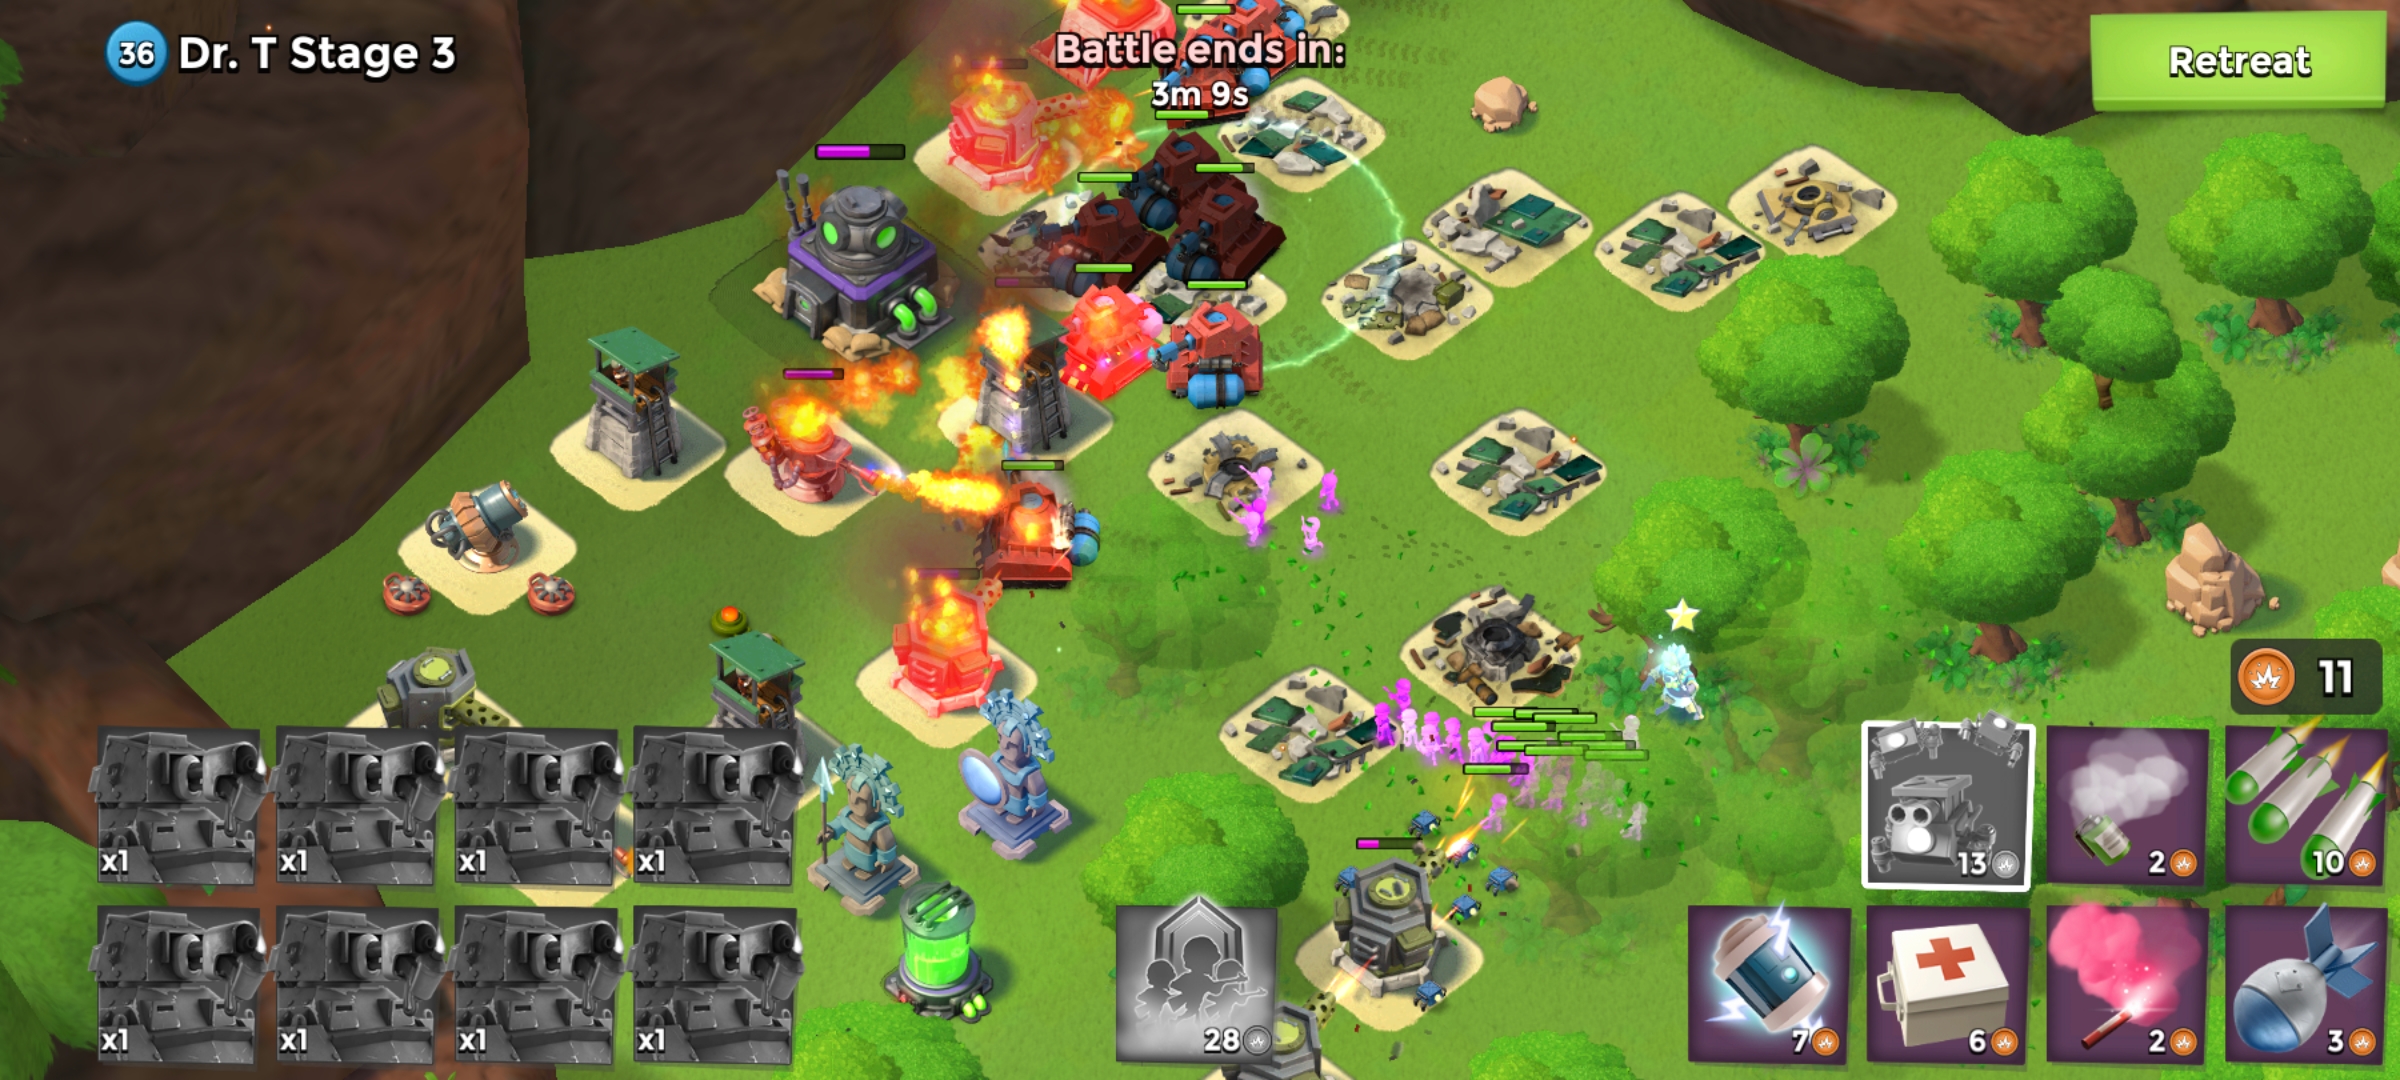 36 Dr. T Stage 3
Battle ends in:
3m 9s
Retreat
11
13
2
10
x1
x1
x1
x1
x1
x1
x1
x1
28
7
6
2
3